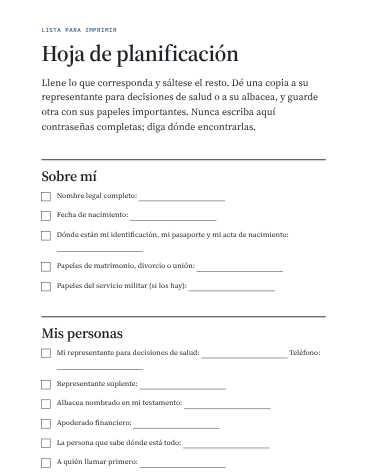 LISTA PARA IMPRIMIR
Hoja de planificación
Llene lo que corresponda y sáltese el resto. Dé una copia a su
representante para decisiones de salud o a su albacea, y guarde
otra con sus papeles importantes. Nunca escriba aquí
contraseñas completas; diga dónde encontrarlas.
Sobre mí
Nombre legal completo:
Fecha de nacimiento:
Dónde están mi identificación, mi pasaporte y mi acta de nacimiento:
Papeles de matrimonio, divorcio o unión:
Papeles del servicio militar (si los hay):
Mis personas
Mi representante para decisiones de salud: Teléfono:
Representante suplente:
Albacea nombrado en mi testamento:
Apoderado financiero:
La persona que sabe dónde está todo:
A quién llamar primero: